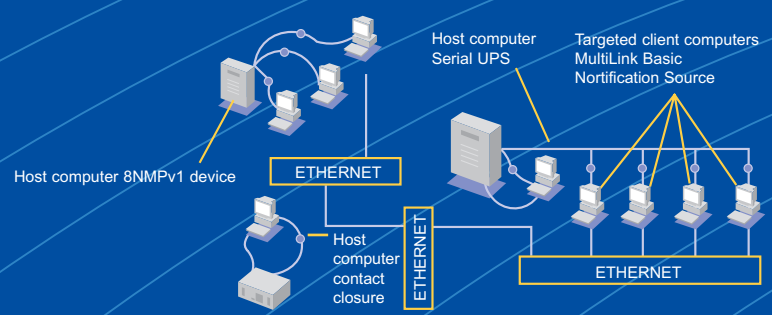 Host computer
Serial UPS
Targeted client computers
MultiLink Basic
Nortification Source
Host computer 8NMPv1 device
ETHERNET
Host
computer
contact
closure
ETHERNET
ETHERNET